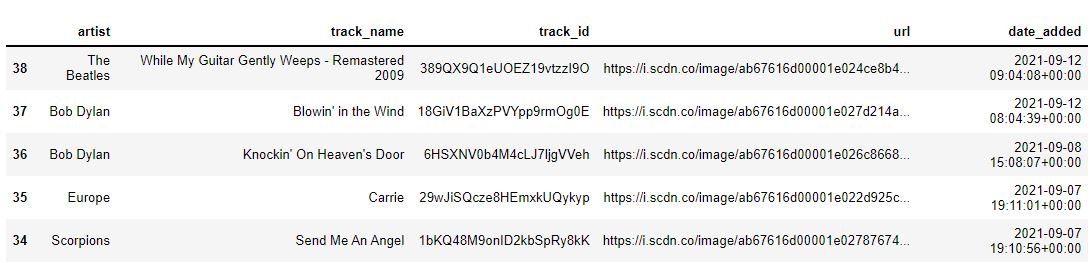 artist track_name track_id url date_added
38 The Beatles While My Guitar Gently Weeps - Remastered 2009 389QX9Q1eUOEZ19vtzzI9O https://i.scdn.co/image/ab67616d00001e024ce8b4... 2021-09-12 09:04:08+00:00
37 Bob Dylan Blowin' in the Wind 18GiV1BaXzPVYpp9rmOg0E https://i.scdn.co/image/ab67616d00001e027d214a... 2021-09-12 08:04:39+00:00
36 Bob Dylan Knockin' On Heaven's Door 6HSXNV0b4M4cLJ7ljgVVeh https://i.scdn.co/image/ab67616d00001e026c8668... 2021-09-08 15:08:07+00:00
35 Europe Carrie 29wJiSQcze8HEmxkUQykyp https://i.scdn.co/image/ab67616d00001e022d925c... 2021-09-07 19:11:01+00:00
34 Scorpions Send Me An Angel 1bKQ48M9onID2kbSpRy8kK https://i.scdn.co/image/ab67616d00001e02787674... 2021-09-07 19:10:56+00:00